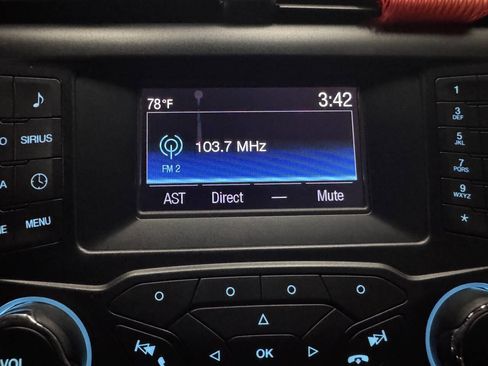 78°F 3:42
103.7 MHz
FM 2
AST Direct — Mute
SIRIUS
MENU
1
3 DEF
5 JKL
7 PQRS
9 WXYZ
*
OK
VOL